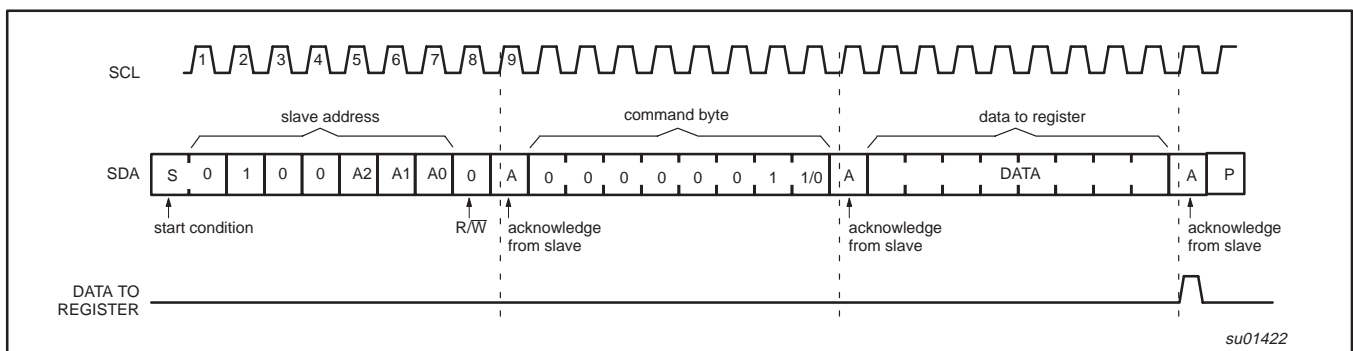 SCL 1 2 3 4 5 6 7 8 9
slave address command byte data to register
SDA S 0 1 0 0 A2 A1 A0 0 A 0 0 0 0 0 0 1 1/0 A DATA A P
start condition R/W̅ acknowledge from slave acknowledge from slave acknowledge from slave
DATA TO
REGISTER
su01422